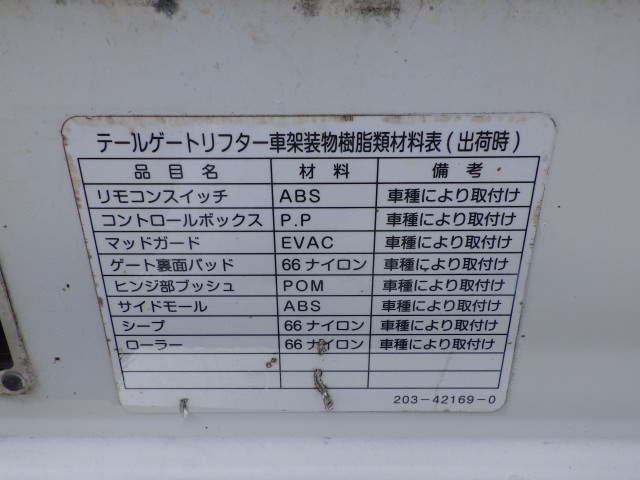 テールゲートリフター車架装物樹脂類材料表(出荷時)
品目名 材料 備考
リモコンスイッチ ABS 車種により取付け
コントロールボックス P.P 車種により取付け
マッドガード EVAC 車種により取付け
ゲート裏面パッド 66ナイロン 車種により取付け
ヒンジ部ブッシュ POM 車種により取付け
サイドモール ABS 車種により取付け
シーブ 66ナイロン 車種により取付け
ローラー 66ナイロン 車種により取付け
203-42169-0